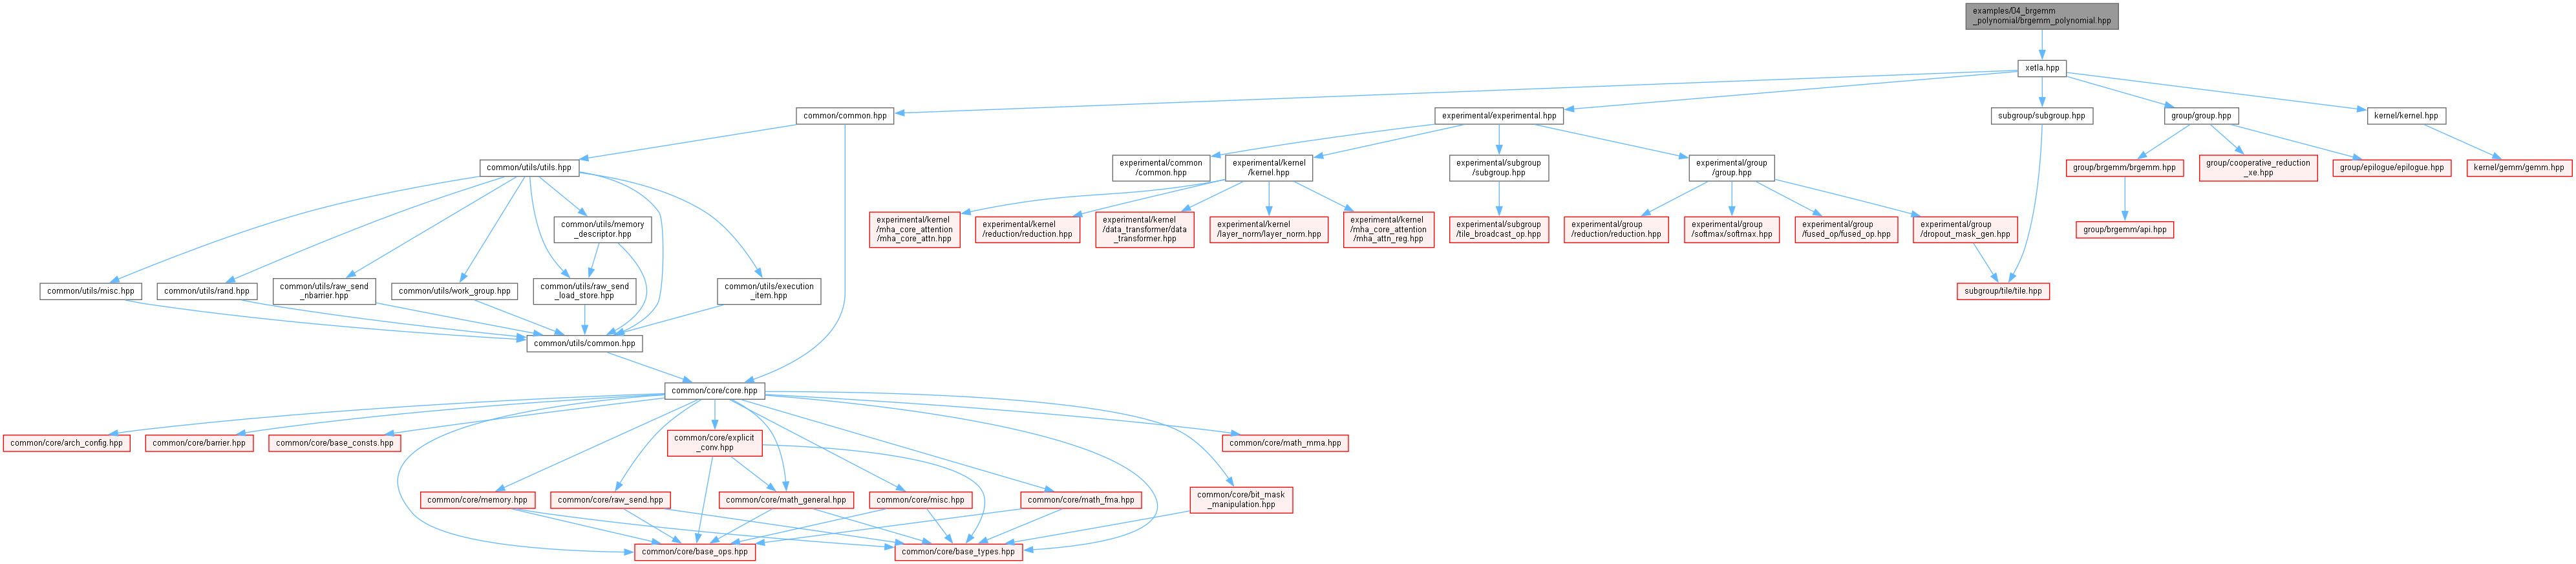 examples/04_brgemm
_polynomial/brgemm_polynomial.hpp
xetla.hpp
common/common.hpp
experimental/experimental.hpp
subgroup/subgroup.hpp
group/group.hpp
kernel/kernel.hpp
common/utils/utils.hpp
experimental/common
/common.hpp
experimental/kernel
/kernel.hpp
experimental/subgroup
/subgroup.hpp
experimental/group
/group.hpp
group/brgemm/brgemm.hpp
group/cooperative_reduction
_xe.hpp
group/epilogue/epilogue.hpp
kernel/gemm/gemm.hpp
common/utils/memory
_descriptor.hpp
experimental/kernel
/mha_core_attention
/mha_core_attn.hpp
experimental/kernel
/reduction/reduction.hpp
experimental/kernel
/data_transformer/data
_transformer.hpp
experimental/kernel
/layer_norm/layer_norm.hpp
experimental/kernel
/mha_core_attention
/mha_attn_reg.hpp
experimental/subgroup
/tile_broadcast_op.hpp
experimental/group
/reduction/reduction.hpp
experimental/group
/softmax/softmax.hpp
experimental/group
/fused_op/fused_op.hpp
experimental/group
/dropout_mask_gen.hpp
group/brgemm/api.hpp
common/utils/misc.hpp
common/utils/rand.hpp
common/utils/raw_send
_nbarrier.hpp
common/utils/work_group.hpp
common/utils/raw_send
_load_store.hpp
common/utils/execution
_item.hpp
subgroup/tile/tile.hpp
common/utils/common.hpp
common/core/core.hpp
common/core/arch_config.hpp
common/core/barrier.hpp
common/core/base_consts.hpp
common/core/explicit
_conv.hpp
common/core/math_mma.hpp
common/core/memory.hpp
common/core/raw_send.hpp
common/core/math_general.hpp
common/core/misc.hpp
common/core/math_fma.hpp
common/core/bit_mask
_manipulation.hpp
common/core/base_ops.hpp
common/core/base_types.hpp